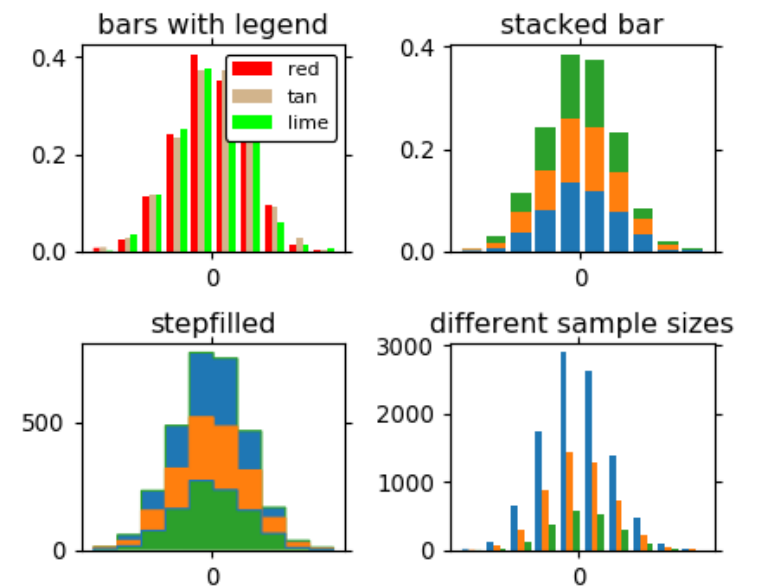 bars with legend
0.4
0.2
0.0
0
red
tan
lime
stacked bar
0.4
0.2
0.0
0
stepfilled
500
0
0
different sample sizes
3000
2000
1000
0
0